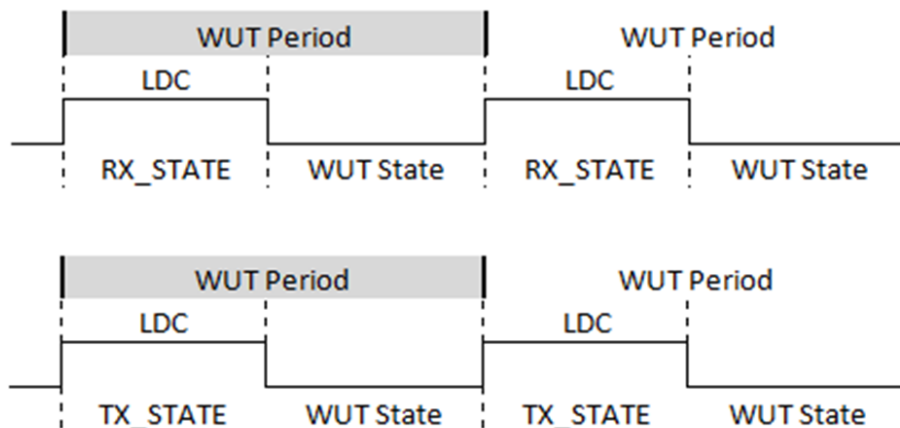 WUT Period WUT Period
LDC LDC
RX_STATE WUT State RX_STATE WUT State
WUT Period WUT Period
LDC LDC
TX_STATE WUT State TX_STATE WUT State